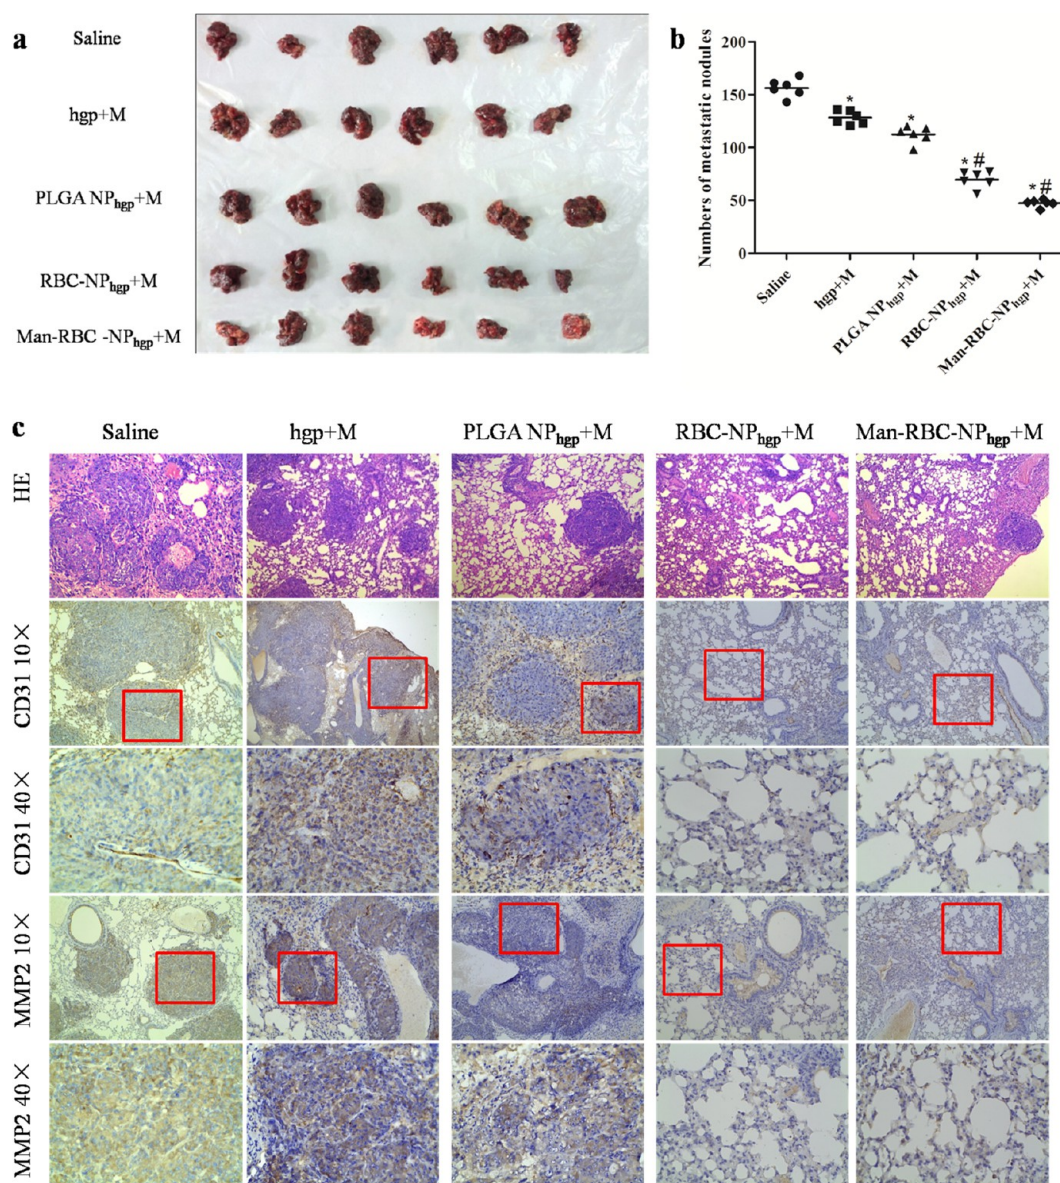 a
Saline
hgp+M
PLGA NPhgp+M
RBC-NPhgp+M
Man-RBC -NPhgp+M
b
Numbers of metastatic nodules
200
150
100
50
0
*
*
* #
* #
Saline
hgp+M
PLGA NPhgp+M
RBC-NPhgp+M
Man-RBC-NPhgp+M
c
Saline hgp+M PLGA NPhgp+M RBC-NPhgp+M Man-RBC-NPhgp+M
HE
CD31 10×
CD31 40×
MMP2 10×
MMP2 40×